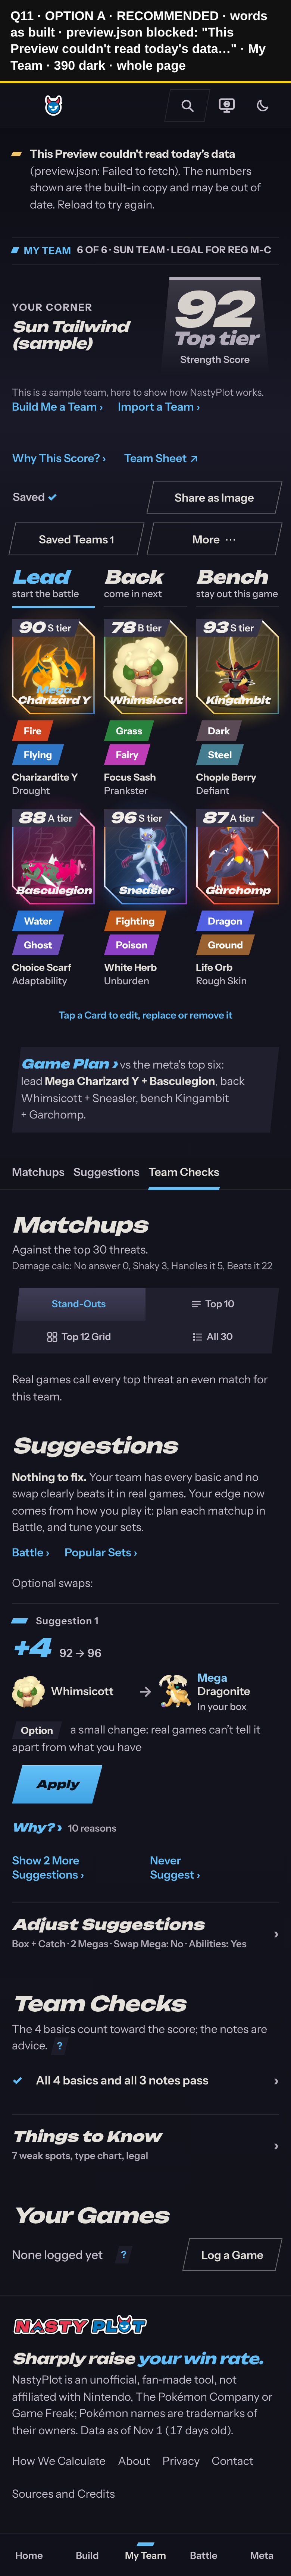 Q11 · OPTION A · RECOMMENDED · words
as built · preview.json blocked: "This
Preview couldn't read today's data…" · My
Team · 390 dark · whole page
This Preview couldn't read today's data
(preview.json: Failed to fetch). The numbers
shown are the built-in copy and may be out of
date. Reload to try again.
MY TEAM 6 OF 6 · SUN TEAM · LEGAL FOR REG M-C
YOUR CORNER
Sun Tailwind
(sample)
92
Top tier
Strength Score
This is a sample team, here to show how NastyPlot works.
Build Me a Team › Import a Team ›
Why This Score? › Team Sheet ↗
Saved ✓ Share as Image
Saved Teams 1 More ···
Lead Back Bench
start the battle come in next stay out this game
90 S tier 78 B tier 93 S tier
Mega
Charizard Y Whimsicott Kingambit
Fire Grass Dark
Flying Fairy Steel
Charizardite Y Focus Sash Chople Berry
Drought Prankster Defiant
88 A tier 96 S tier 87 A tier
Basculegion Sneasler Garchomp
Water Fighting Dragon
Ghost Poison Ground
Choice Scarf White Herb Life Orb
Adaptability Unburden Rough Skin
Tap a Card to edit, replace or remove it
Game Plan › vs the meta's top six:
lead Mega Charizard Y + Basculegion, back
Whimsicott + Sneasler, bench Kingambit
+ Garchomp.
Matchups Suggestions Team Checks
Matchups
Against the top 30 threats.
Damage calc: No answer 0, Shaky 3, Handles it 5, Beats it 22
Stand-Outs Top 10
Top 12 Grid All 30
Real games call every top threat an even match for
this team.
Suggestions
Nothing to fix. Your team has every basic and no
swap clearly beats it in real games. Your edge now
comes from how you play it: plan each matchup in
Battle, and tune your sets.
Battle › Popular Sets ›
Optional swaps:
Suggestion 1
+4 92 → 96
Whimsicott → Mega
Dragonite
In your box
Option a small change: real games can't tell it
apart from what you have
Apply
Why? › 10 reasons
Show 2 More
Suggestions ›
Never
Suggest ›
Adjust Suggestions
Box + Catch · 2 Megas · Swap Mega: No · Abilities: Yes ›
Team Checks
The 4 basics count toward the score; the notes are
advice. ?
✓ All 4 basics and all 3 notes pass ›
Things to Know
7 weak spots, type chart, legal ›
Your Games
None logged yet ? Log a Game
NASTY PLOT
Sharply raise your win rate.
NastyPlot is an unofficial, fan-made tool, not
affiliated with Nintendo, The Pokémon Company or
Game Freak; Pokémon names are trademarks of
their owners. Data as of Nov 1 (17 days old).
How We Calculate About Privacy Contact
Sources and Credits
Home Build My Team Battle Meta